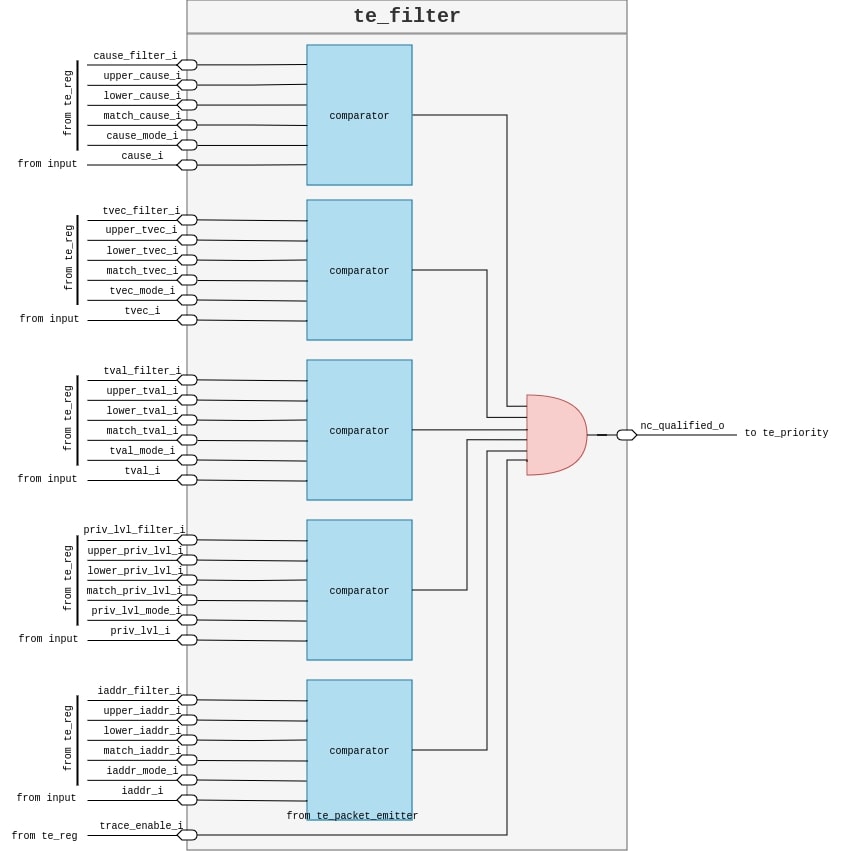 te_filter
cause_filter_i
upper_cause_i
lower_cause_i
match_cause_i
cause_mode_i
cause_i
from te_reg
from input
comparator
tvec_filter_i
upper_tvec_i
lower_tvec_i
match_tvec_i
tvec_mode_i
tvec_i
from te_reg
from input
comparator
tval_filter_i
upper_tval_i
lower_tval_i
match_tval_i
tval_mode_i
tval_i
from te_reg
from input
comparator
nc_qualified_o
to te_priority
priv_lvl_filter_i
upper_priv_lvl_i
lower_priv_lvl_i
match_priv_lvl_i
priv_lvl_mode_i
priv_lvl_i
from te_reg
from input
comparator
iaddr_filter_i
upper_iaddr_i
lower_iaddr_i
match_iaddr_i
iaddr_mode_i
iaddr_i
from te_reg
from input
comparator
from te_packet_emitter
trace_enable_i
from te_reg